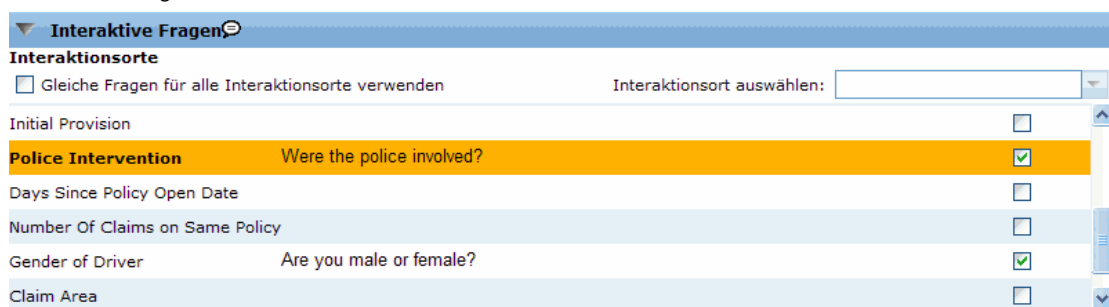 Interaktive Fragen
Interaktionsorte
Gleiche Fragen für alle Interaktionsorte verwenden Interaktionsort auswählen:
Initial Provision
Police Intervention Were the police involved?
Days Since Policy Open Date
Number Of Claims on Same Policy
Gender of Driver Are you male or female?
Claim Area